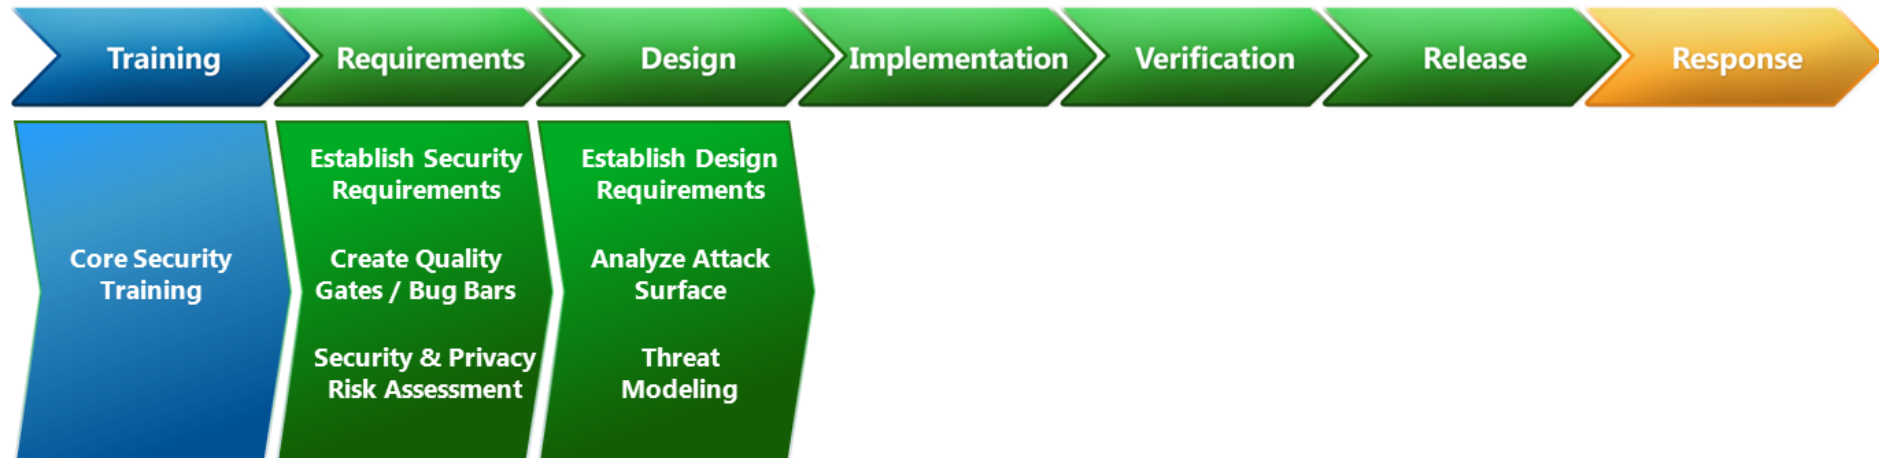 Training
Requirements
Design
Implementation
Verification
Release
Response
Core Security
Training
Establish Security
Requirements
Create Quality
Gates / Bug Bars
Security & Privacy
Risk Assessment
Establish Design
Requirements
Analyze Attack
Surface
Threat
Modeling